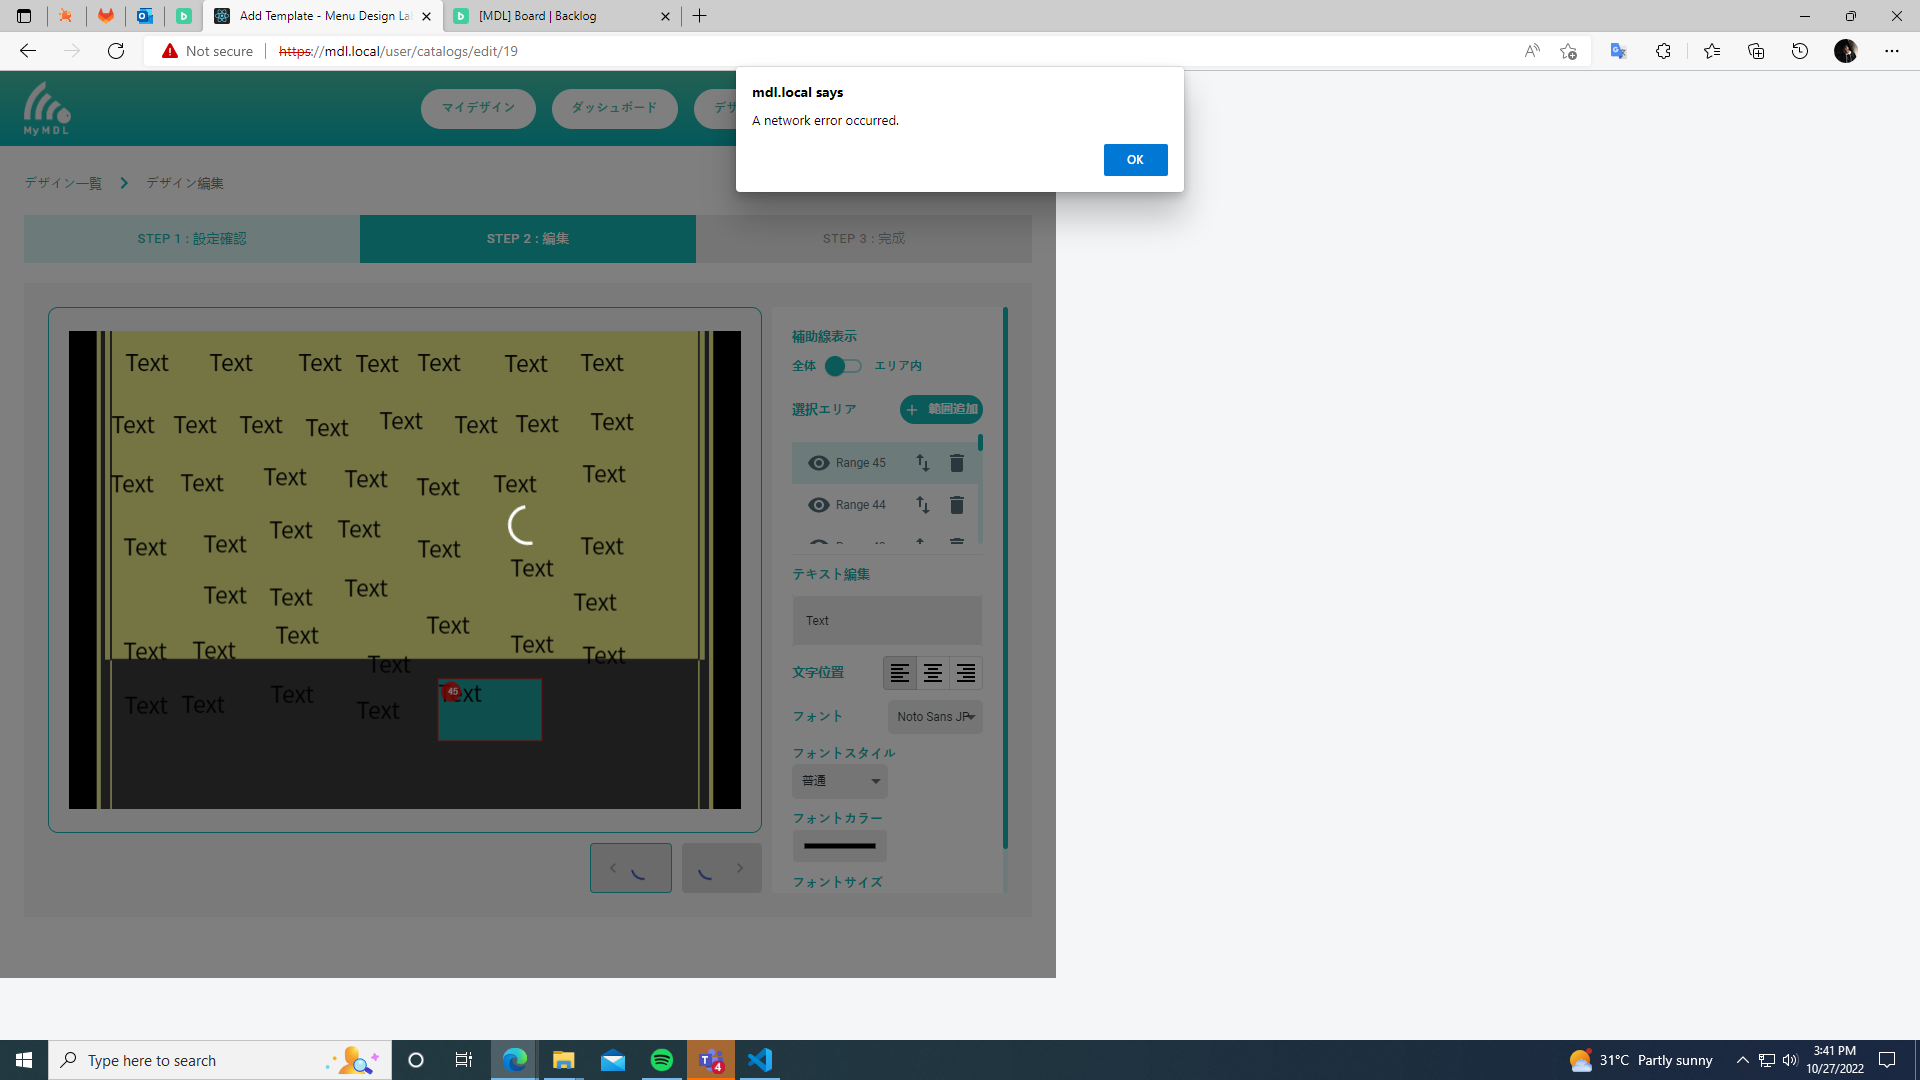 Add Template - Menu Design La
[MDL] Board | Backlog
Not secure
https://mdl.local/user/catalogs/edit/19
mdl.local says
A network error occurred.
OK
My MDL
マイデザイン
ダッシュボード
デザ
デザイン一覧
デザイン編集
STEP 1 : 設定確認
STEP 2 : 編集
STEP 3 : 完成
Text Text Text Text Text Text Text
Text Text Text Text Text Text Text Text
Text Text Text Text Text Text Text
Text Text Text Text Text Text Text
Text Text Text Text
Text Text Text Text Text Text
Text
Text Text Text Text 45 Text
補助線表示
全体
エリア内
選択エリア
範囲追加
Range 45
Range 44
テキスト編集
Text
文字位置
フォント
Noto Sans JP
フォントスタイル
普通
フォントカラー
フォントサイズ
Type here to search
4
31°C Partly sunny
3:41 PM
10/27/2022